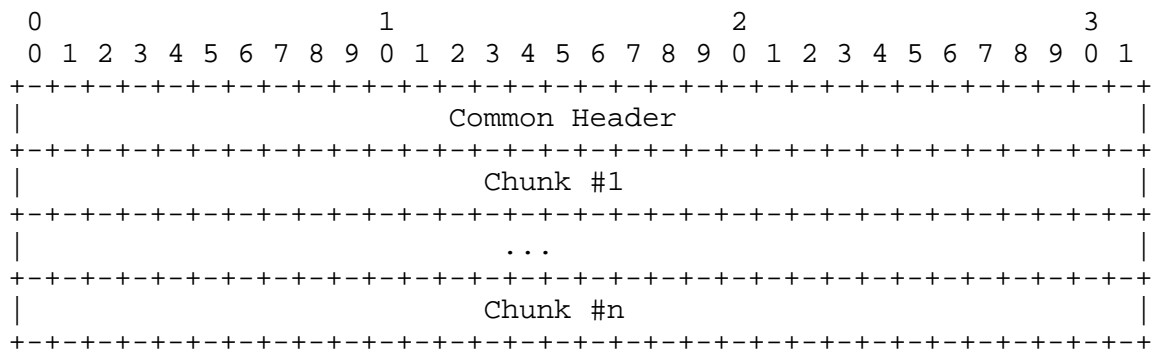 0                   1                   2                   3
 0 1 2 3 4 5 6 7 8 9 0 1 2 3 4 5 6 7 8 9 0 1 2 3 4 5 6 7 8 9 0 1
+-+-+-+-+-+-+-+-+-+-+-+-+-+-+-+-+-+-+-+-+-+-+-+-+-+-+-+-+-+-+-+-+
|                        Common Header                          |
+-+-+-+-+-+-+-+-+-+-+-+-+-+-+-+-+-+-+-+-+-+-+-+-+-+-+-+-+-+-+-+-+
|                          Chunk #1                             |
+-+-+-+-+-+-+-+-+-+-+-+-+-+-+-+-+-+-+-+-+-+-+-+-+-+-+-+-+-+-+-+-+
|                           ...                                 |
+-+-+-+-+-+-+-+-+-+-+-+-+-+-+-+-+-+-+-+-+-+-+-+-+-+-+-+-+-+-+-+-+
|                          Chunk #n                             |
+-+-+-+-+-+-+-+-+-+-+-+-+-+-+-+-+-+-+-+-+-+-+-+-+-+-+-+-+-+-+-+-+